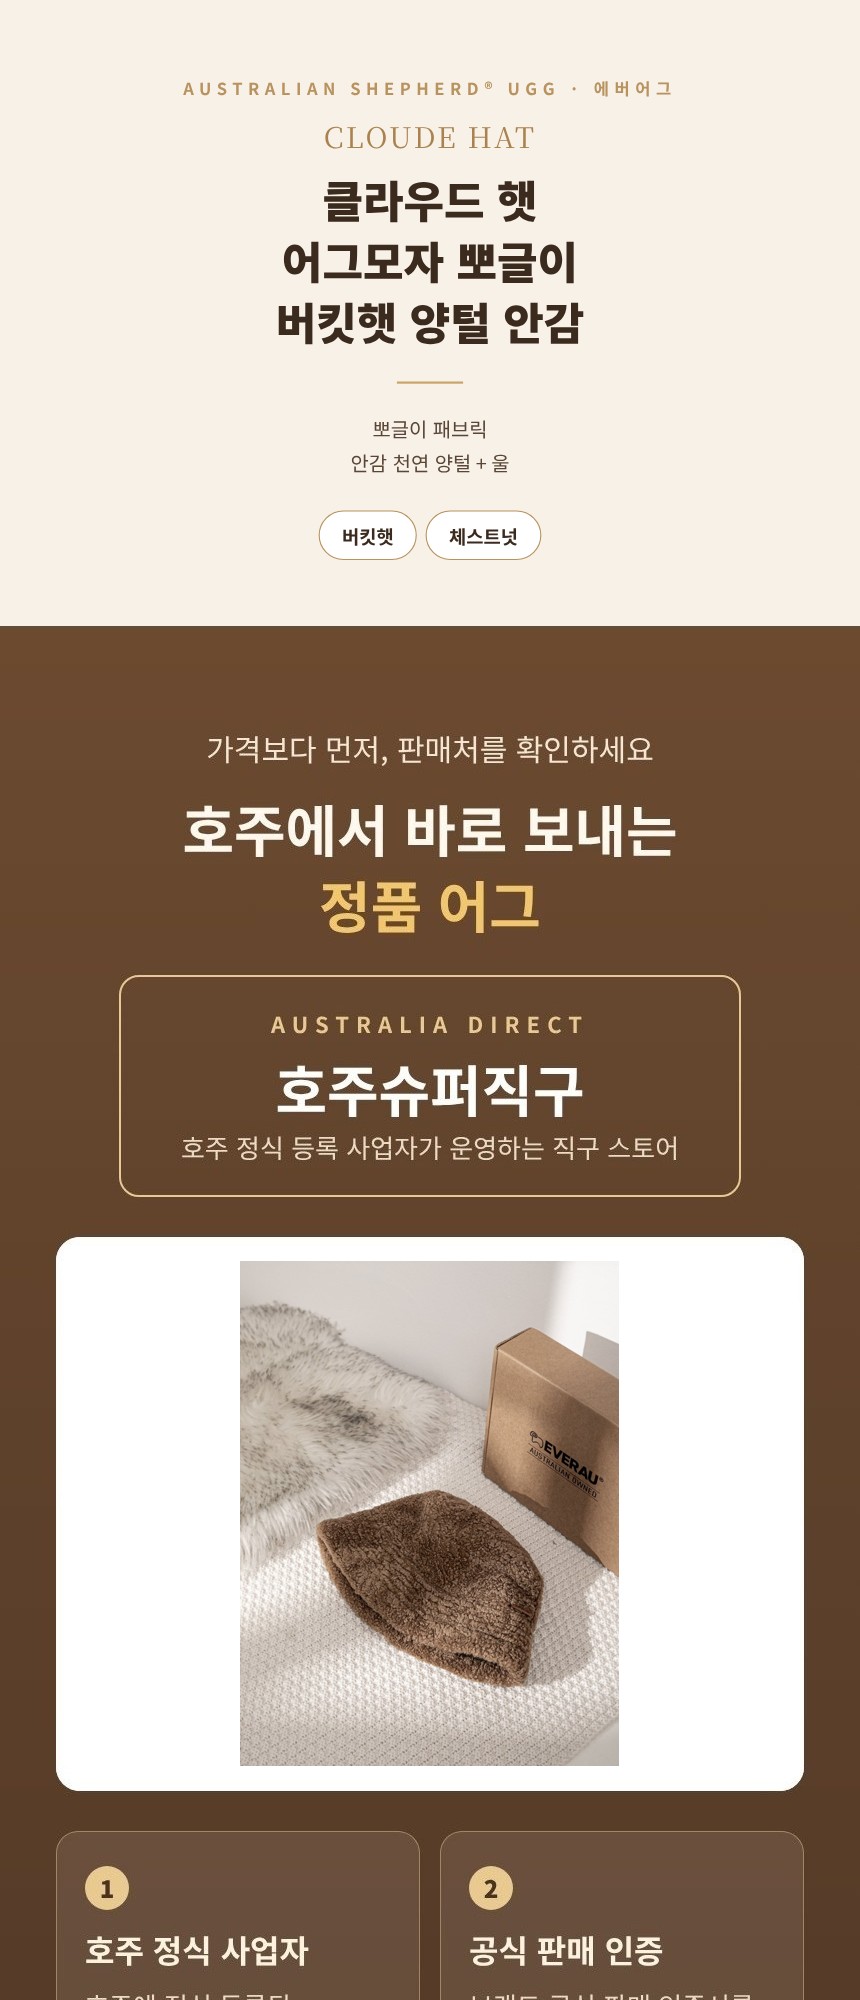 AUSTRALIAN SHEPHERD® UGG · 에버어그
CLOUDE HAT
클라우드 햇
어그모자 뽀글이
버킷햇 양털 안감
뽀글이 패브릭
안감 천연 양털 + 울
버킷햇 체스트넛
가격보다 먼저, 판매처를 확인하세요
호주에서 바로 보내는
정품 어그
AUSTRALIA DIRECT
호주슈퍼직구
호주 정식 등록 사업자가 운영하는 직구 스토어
EVERAU®
AUSTRALIAN OWNED
1
호주 정식 사업자
2
공식 판매 인증